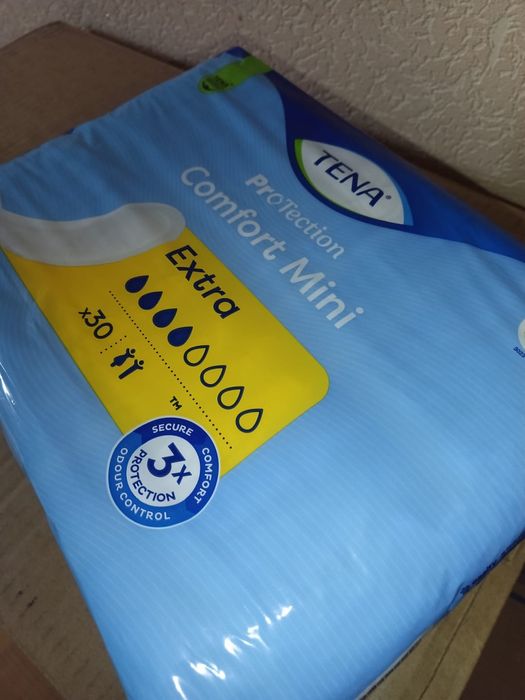 TENA®
ProTection
Comfort Mini
Extra
x30
TM
SECURE
COMFORT
ODOUR CONTROL
3x
PROTECTION